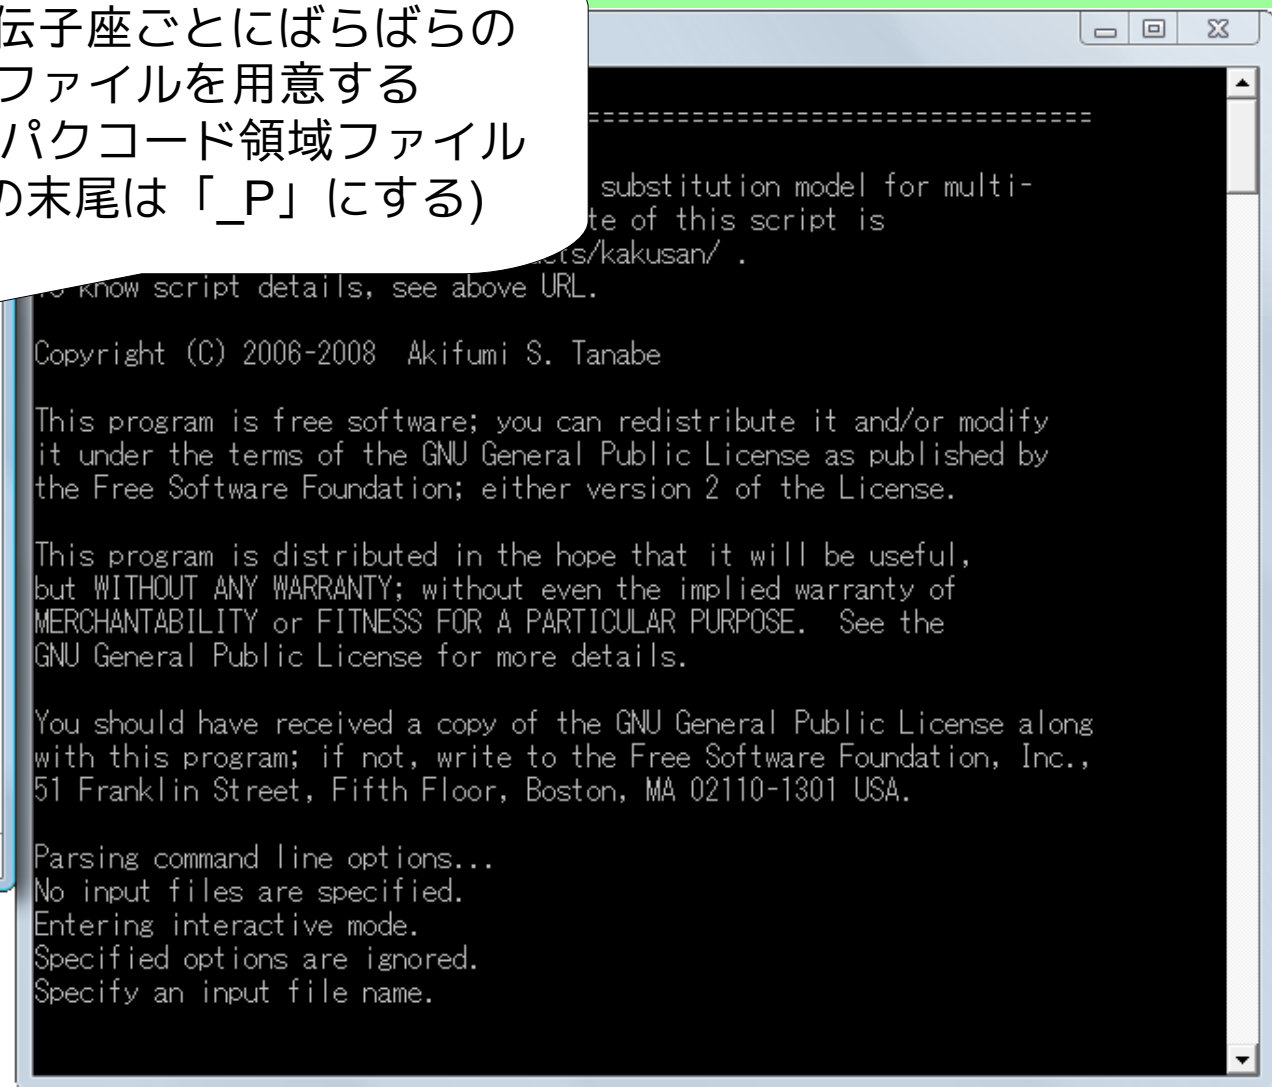 伝子座ごとにばらばらの
ファイルを用意する
パクコード領域ファイル
の末尾は「_P」にする)
==================================
substitution model for multi-
te of this script is
cts/kakusan/ .
To know script details, see above URL.
Copyright (C) 2006-2008  Akifumi S. Tanabe
This program is free software; you can redistribute it and/or modify
it under the terms of the GNU General Public License as published by
the Free Software Foundation; either version 2 of the License.
This program is distributed in the hope that it will be useful,
but WITHOUT ANY WARRANTY; without even the implied warranty of
MERCHANTABILITY or FITNESS FOR A PARTICULAR PURPOSE.  See the
GNU General Public License for more details.
You should have received a copy of the GNU General Public License along
with this program; if not, write to the Free Software Foundation, Inc.,
51 Franklin Street, Fifth Floor, Boston, MA 02110-1301 USA.
Parsing command line options...
No input files are specified.
Entering interactive mode.
Specified options are ignored.
Specify an input file name.